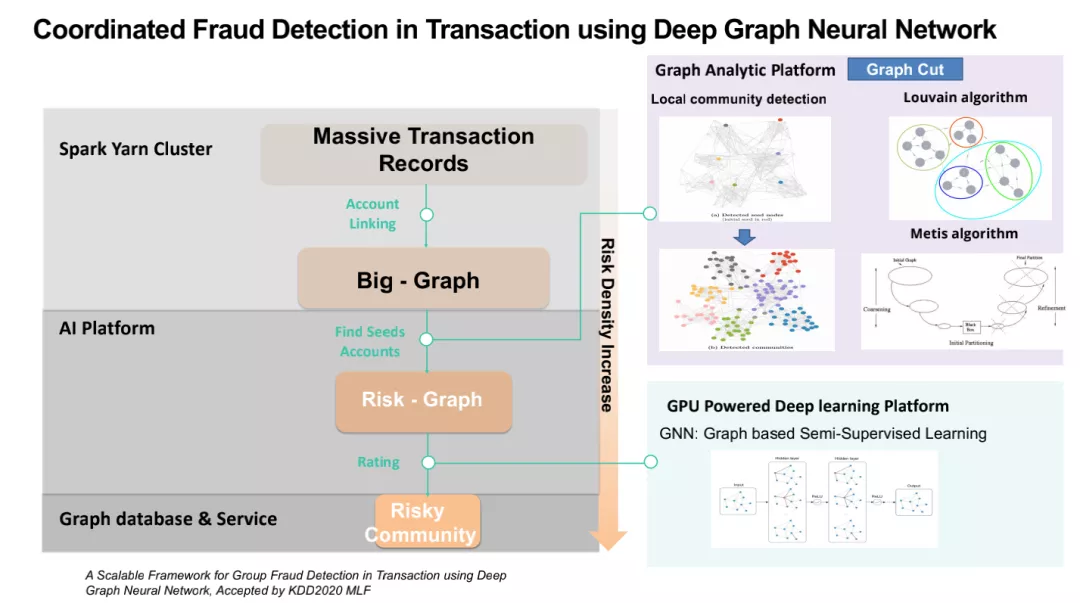 Coordinated Fraud Detection in Transaction using Deep Graph Neural Network
Spark Yarn Cluster
Massive Transaction
Records
Account
Linking
Big - Graph
AI Platform
Find Seeds
Accounts
Risk - Graph
Rating
Graph database & Service
Risky
Community
Risk Density Increase
A Scalable Framework for Group Fraud Detection in Transaction using Deep
Graph Neural Network, Accepted by KDD2020 MLF
Graph Analytic Platform
Graph Cut
Local community detection
(a) Detected seed nodes
(initial seed in red)
(b) Detected communities
Louvain algorithm
Metis algorithm
Initial Graph
Final Partition
Coarsening
Refinement
Black
Box
Initial Partitioning
GPU Powered Deep learning Platform
GNN: Graph based Semi-Supervised Learning
Input
Hidden layer
ReLU
Hidden layer
ReLU
Output